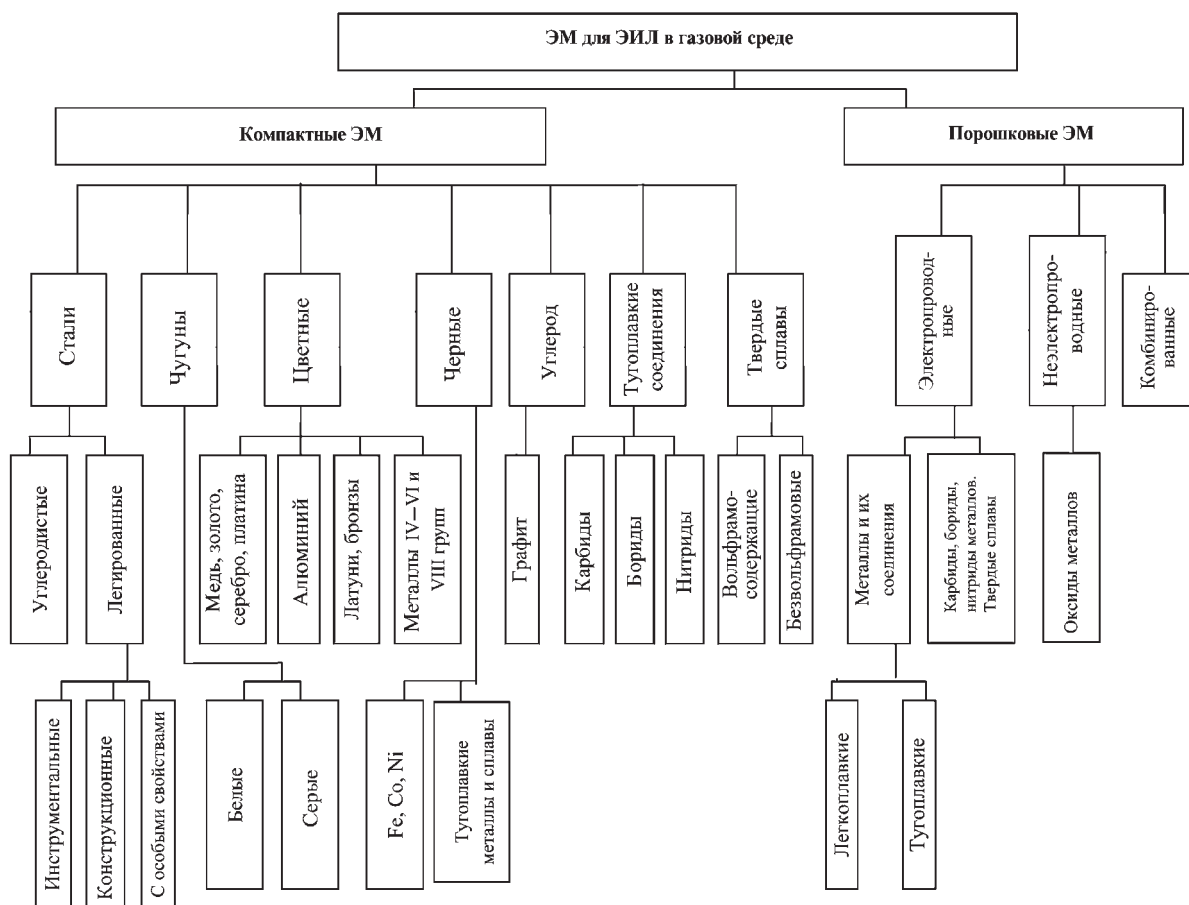 ЭМ для ЭИЛ в газовой среде
Компактные ЭМ
Порошковые ЭМ
Стали
Чугуны
Цветные
Черные
Углерод
Тугоплавкие
соединения
Твердые
сплавы
Электропровод-
ные
Неэлектропро-
водные
Комбиниро-
ванные
Углеродистые
Легированные
Медь, золото,
серебро, платина
Алюминий
Латуни, бронзы
Металлы IV–VI и
VIII групп
Графит
Карбиды
Бориды
Нитриды
Вольфрамо-
содержащие
Безвольфрамовые
Металлы и их
соединения
Карбиды, бориды,
нитриды металлов.
Твердые сплавы
Оксиды металлов
Инструментальные
Конструкционные
С особыми свойствами
Белые
Серые
Fe, Co, Ni
Тугоплавкие
металлы и сплавы
Легкоплавкие
Тугоплавкие